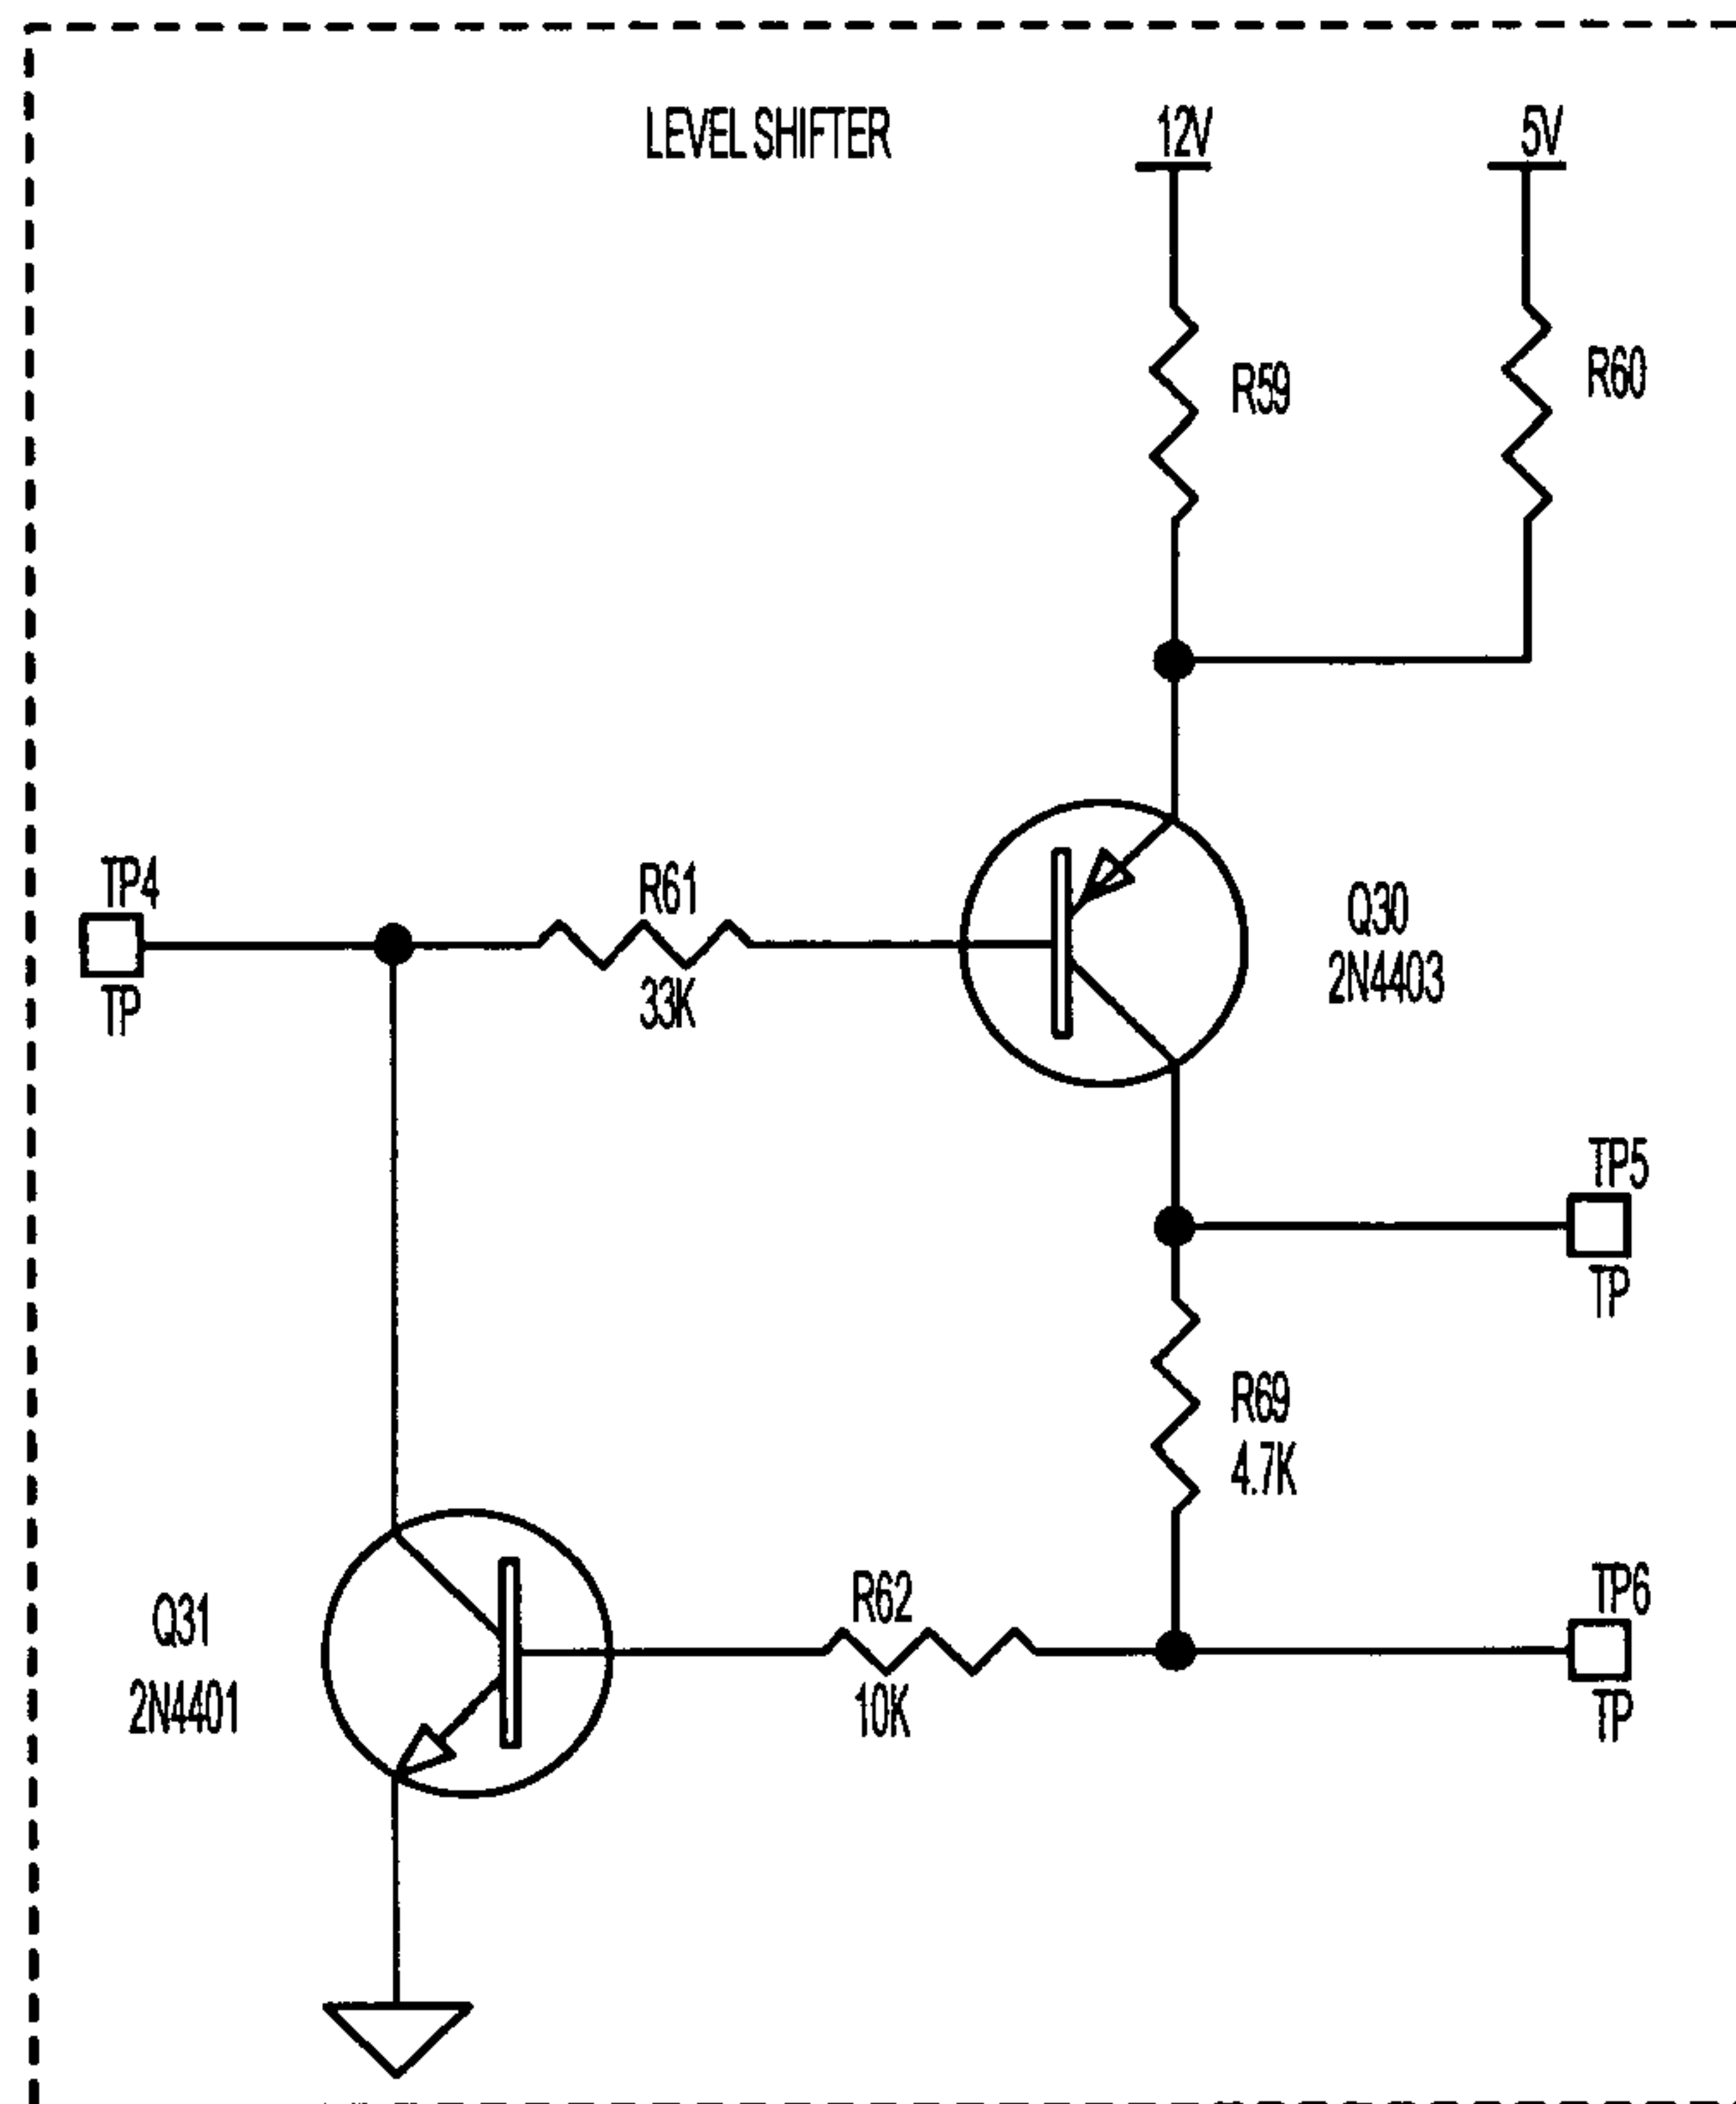 LEVEL SHIFTER
12V
5V
R59
R60
TP4
TP
R61
33K
Q30
2N4403
TP5
TP
R69
4.7K
Q31
2N4401
R62
10K
TP6
TP